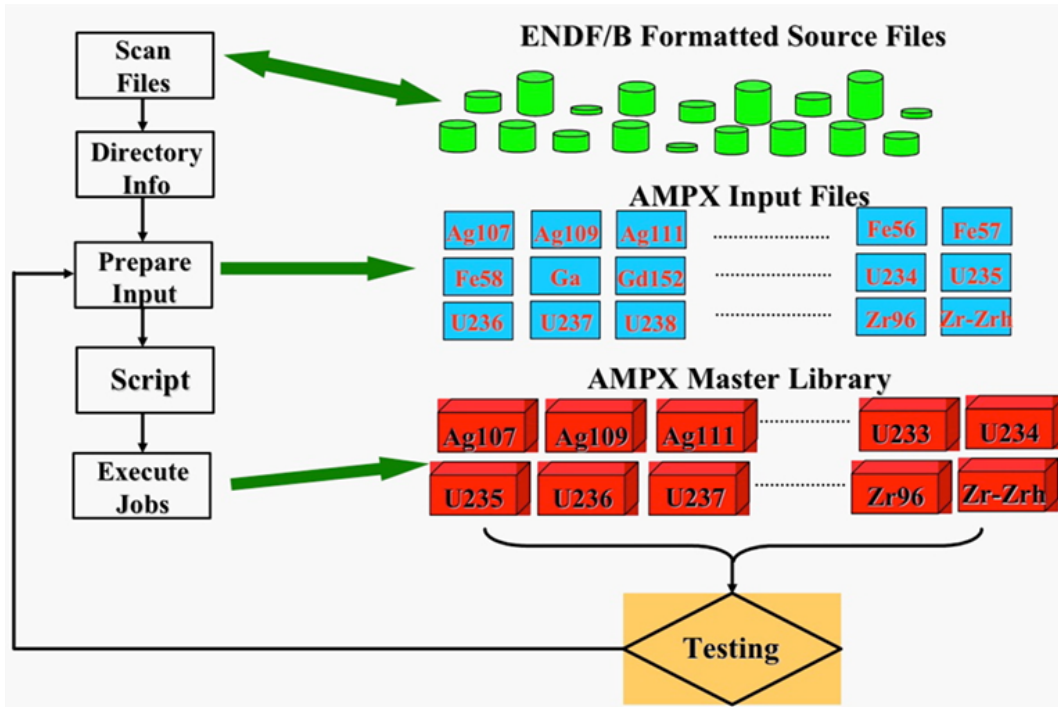 Scan
Files
Directory
Info
Prepare
Input
Script
Execute
Jobs
ENDF/B Formatted Source Files
AMPX Input Files
Ag107 Ag109 Ag111 Fe56 Fe57
Fe58 Ga Gd152 U234 U235
U236 U237 U238 Zr96 Zr-Zrh
AMPX Master Library
Ag107 Ag109 Ag111 U233 U234
U235 U236 U237 Zr96 Zr-Zrh
Testing